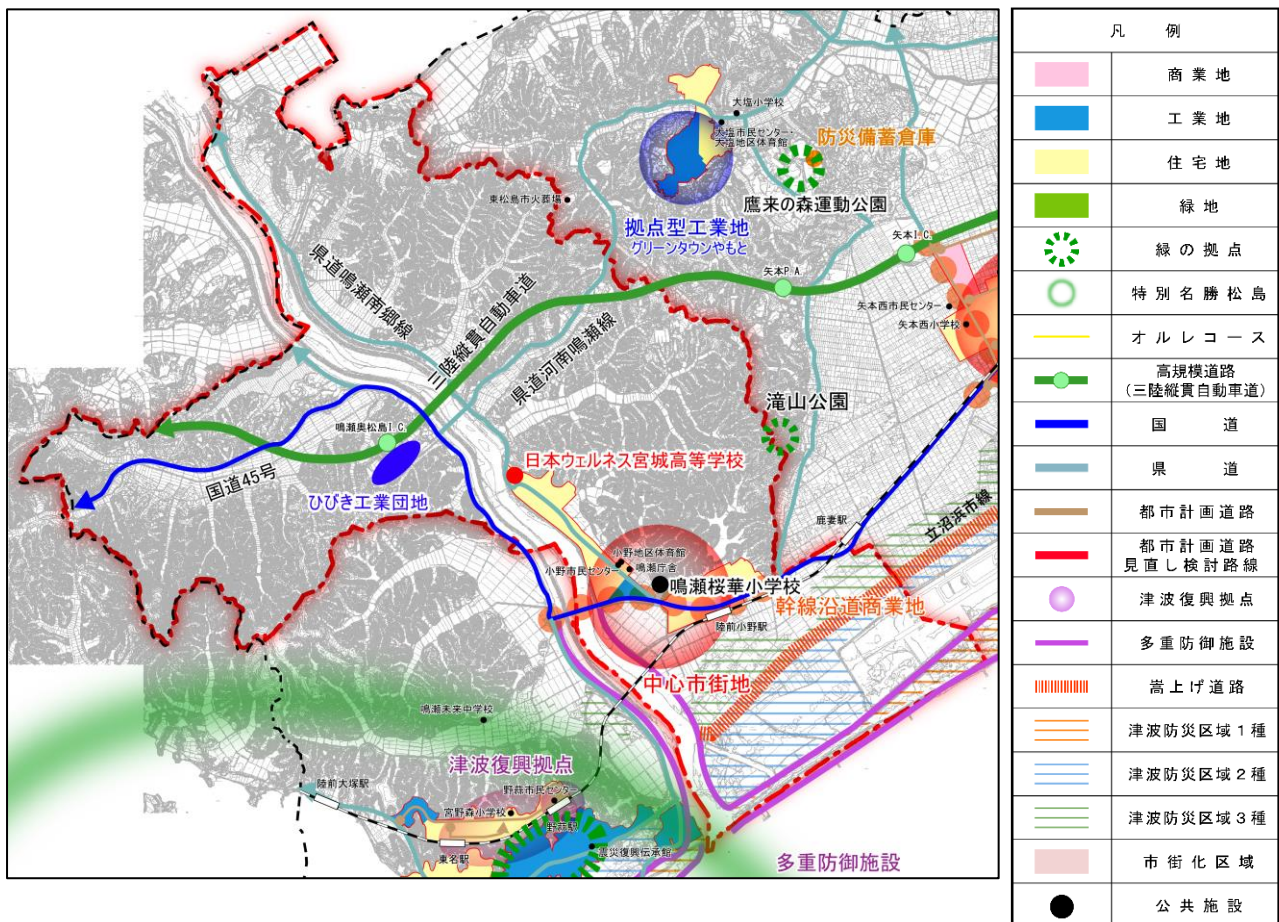 大塩小学校
大塩市民センター・
大塩地区体育館
防災備蓄倉庫
鷹来の森運動公園
東松島市火葬場
拠点型工業地
グリーンタウンやもと
矢本I.C.
矢本P.A.
矢本西市民センター
矢本西小学校
県道鳴瀬南郷線
三陸縦貫自動車道
県道河南鳴瀬線
滝山公園
鳴瀬奥松島I.C.
国道45号
ひびき工業団地
日本ウェルネス宮城高等学校
鹿妻駅
立沼浜市線
小野地区体育館
小野市民センター
鳴瀬庁舎
鳴瀬桜華小学校
幹線沿道商業地
陸前小野駅
中心市街地
鳴瀬未来中学校
津波復興拠点
陸前大塚駅
野蒜市民センター
宮野森小学校
野蒜駅
東名駅
震災復興伝承館
多重防御施設
凡例
商業地
工業地
住宅地
緑地
緑の拠点
特別名勝松島
オルレコース
高規模道路
(三陸縦貫自動車道)
国道
県道
都市計画道路
都市計画道路
見直し検討路線
津波復興拠点
多重防御施設
嵩上げ道路
津波防災区域1種
津波防災区域2種
津波防災区域3種
市街化区域
公共施設